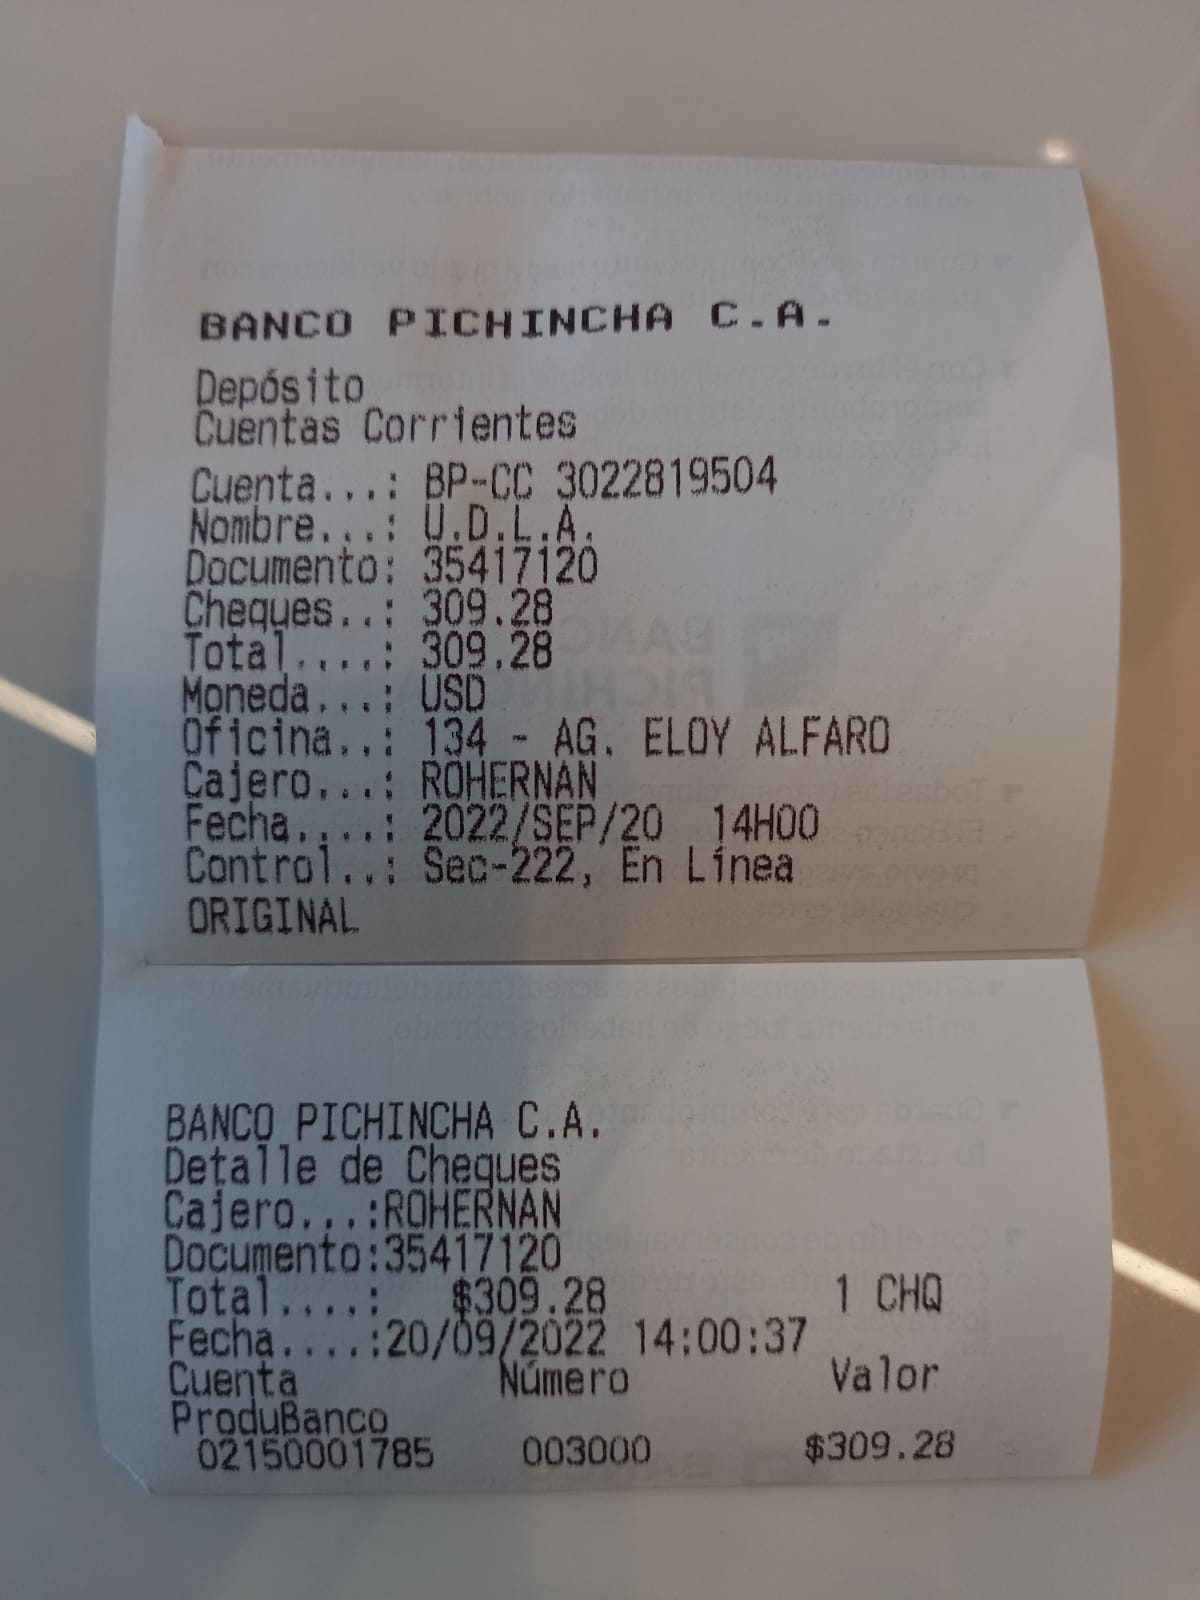 BANCO PICHINCHA C.A.
Depósito
Cuentas Corrientes
Cuenta...: BP-CC 3022819504
Nombre...: U.D.L.A.
Documento: 35417120
Cheques..: 309.28
Total....: 309.28
Moneda...: USD
Oficina..: 134 - AG. ELOY ALFARO
Cajero...: ROHERNAN
Fecha....: 2022/SEP/20 14H00
Control..: Sec-222, En Línea
ORIGINAL
BANCO PICHINCHA C.A.
Detalle de Cheques
Cajero...:ROHERNAN
Documento:35417120
Total....: $309.28 1 CHQ
Fecha....:20/09/2022 14:00:37
Cuenta Número Valor
ProduBanco
02150001785 003000 $309.28